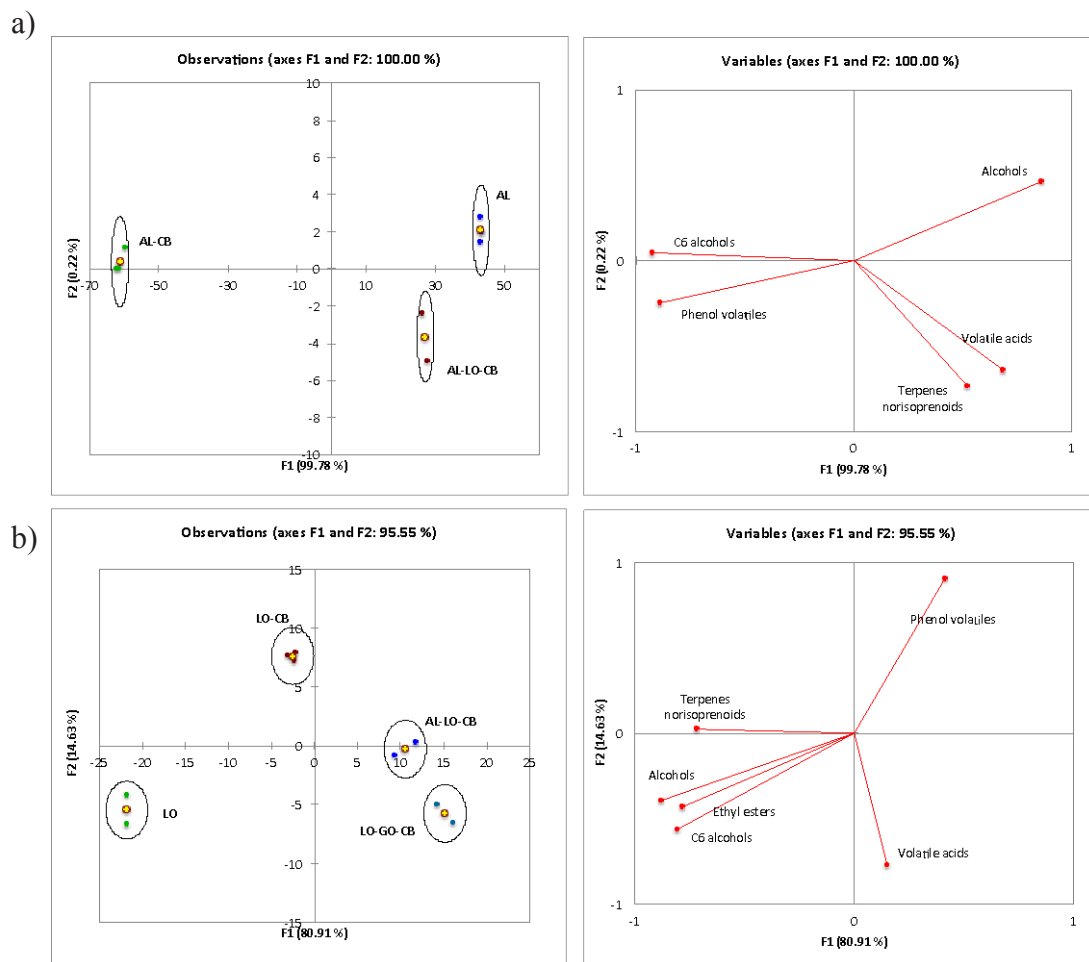 a)
Observations (axes F1 and F2: 100.00 %)
10
8
6
4
2
0
-2
-4
-6
-8
-10
-70
-50
-30
-10
10
30
50
AL-CB
AL
AL-LO-CB
F2 (0.22 %)
F1 (99.78 %)
Variables (axes F1 and F2: 100.00 %)
1
0
-1
-1
0
1
Alcohols
C6 alcohols
Phenol volatiles
Volatile acids
Terpenes
norisoprenoids
F2 (0.22 %)
F1 (99.78 %)
b)
Observations (axes F1 and F2: 95.55 %)
15
10
5
0
-5
-10
-15
-25
-20
-15
-10
-5
0
5
10
15
20
25
LO-CB
AL-LO-CB
LO
LO-GO-CB
F2 (14.63 %)
F1 (80.91 %)
Variables (axes F1 and F2: 95.55 %)
1
0
-1
-1
0
1
Phenol volatiles
Terpenes
norisoprenoids
Alcohols
Ethyl esters
C6 alcohols
Volatile acids
F2 (14.63 %)
F1 (80.91 %)